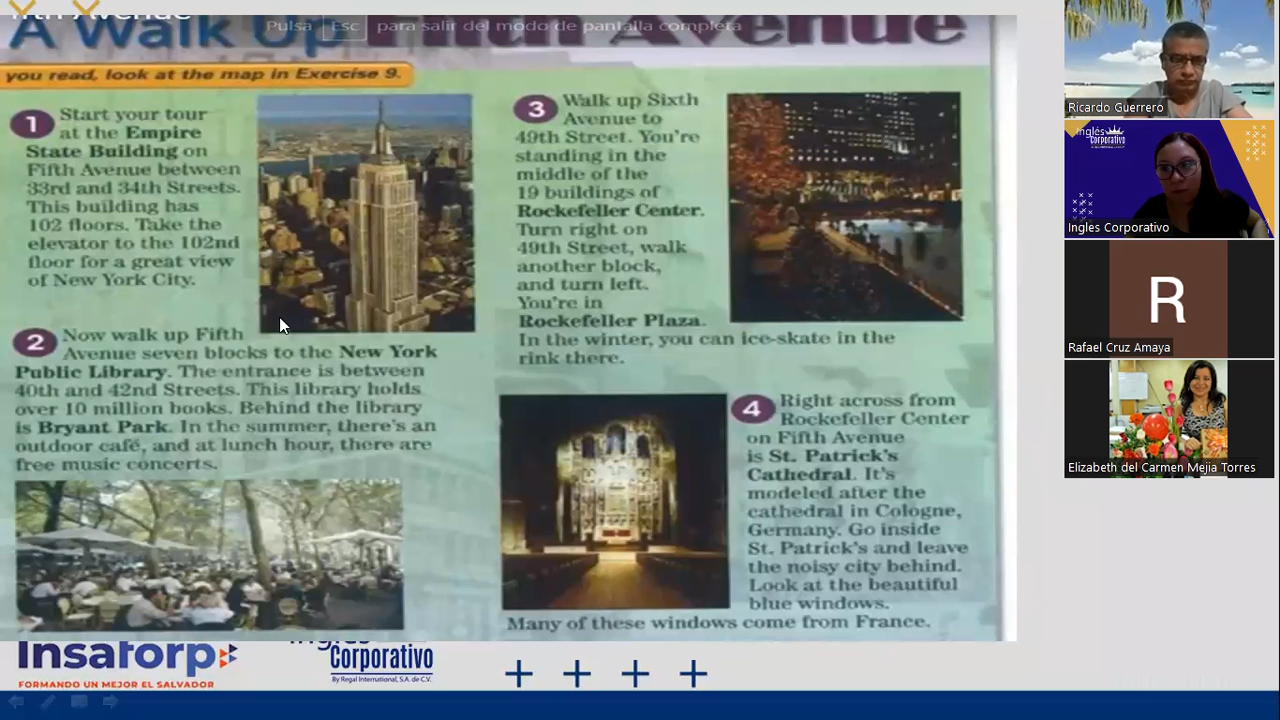 Pulsa Esc para salir del modo de pantalla completa
A Walk Up Fifth Avenue
you read, look at the map in Exercise 9.
1 Start your tour
at the Empire
State Building on
Fifth Avenue between
33rd and 34th Streets.
This building has
102 floors. Take the
elevator to the 102nd
floor for a great view
of New York City.
2 Now walk up Fifth
Avenue seven blocks to the New York
Public Library. The entrance is between
40th and 42nd Streets. This library holds
over 10 million books. Behind the library
is Bryant Park. In the summer, there's an
outdoor café, and at lunch hour, there are
free music concerts.
3 Walk up Sixth
Avenue to
49th Street. You're
standing in the
middle of the
19 buildings of
Rockefeller Center.
Turn right on
49th Street, walk
another block,
and turn left.
You're in
Rockefeller Plaza.
In the winter, you can ice-skate in the
rink there.
4 Right across from
Rockefeller Center
on Fifth Avenue
is St. Patrick's
Cathedral. It's
modeled after the
cathedral in Cologne,
Germany. Go inside
St. Patrick's and leave
the noisy city behind.
Look at the beautiful
blue windows.
Many of these windows come from France.
Insaforp
FORMANDO UN MEJOR EL SALVADOR
Inglés
Corporativo
By Regal International, S.A. de C.V.
Ricardo Guerrero
Inglés
Corporativo
Ingles Corporativo
R
Rafael Cruz Amaya
Elizabeth del Carmen Mejia Torres